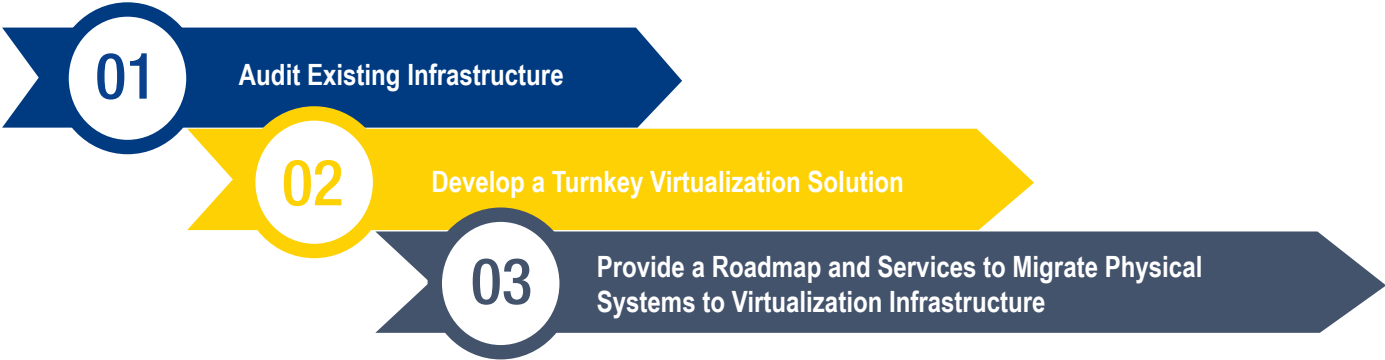 01
Audit Existing Infrastructure
02
Develop a Turnkey Virtualization Solution
03
Provide a Roadmap and Services to Migrate Physical
Systems to Virtualization Infrastructure